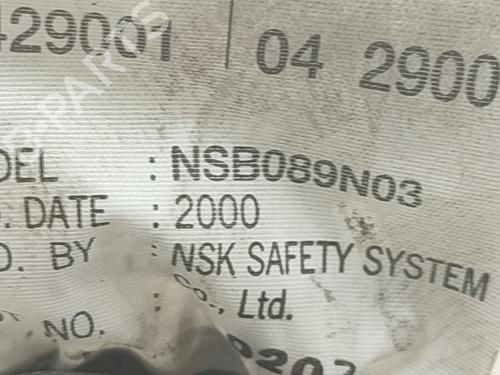 429001 | 04 2900
DEL : NSB089N03
. DATE : 2000
D. BY : NSK SAFETY SYSTEM
Co., Ltd.
NO. :